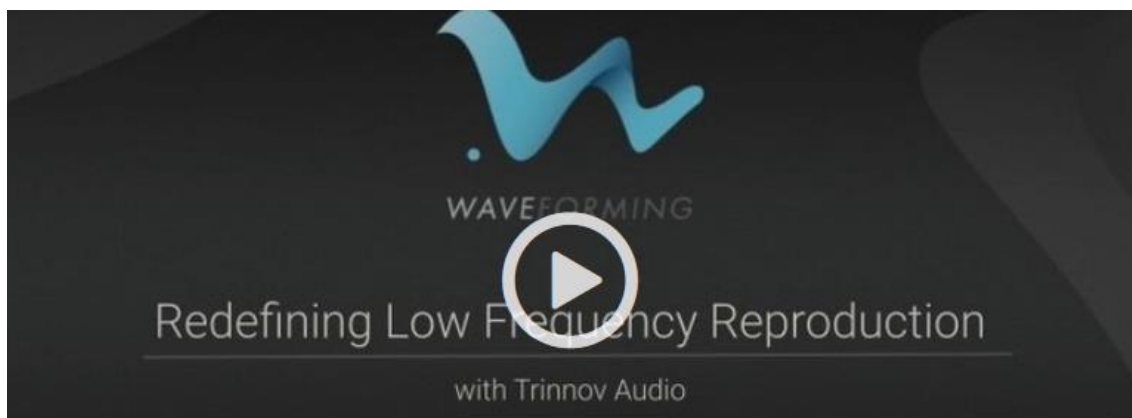 WAVEFORMING
Redefining Low Frequency Reproduction
with Trinnov Audio